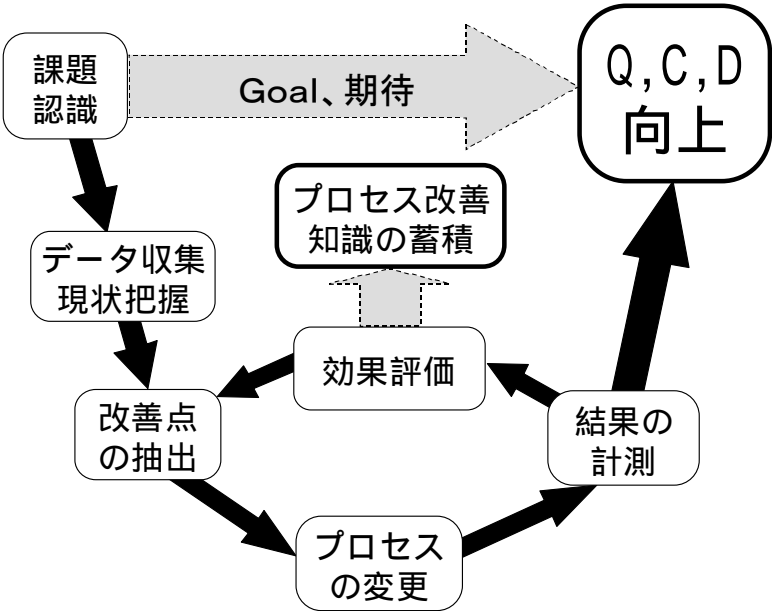 課題
認識
Goal、期待
Q,C,D
向上
プロセス改善
知識の蓄積
データ収集
現状把握
効果評価
改善点
の抽出
結果の
計測
プロセス
の変更